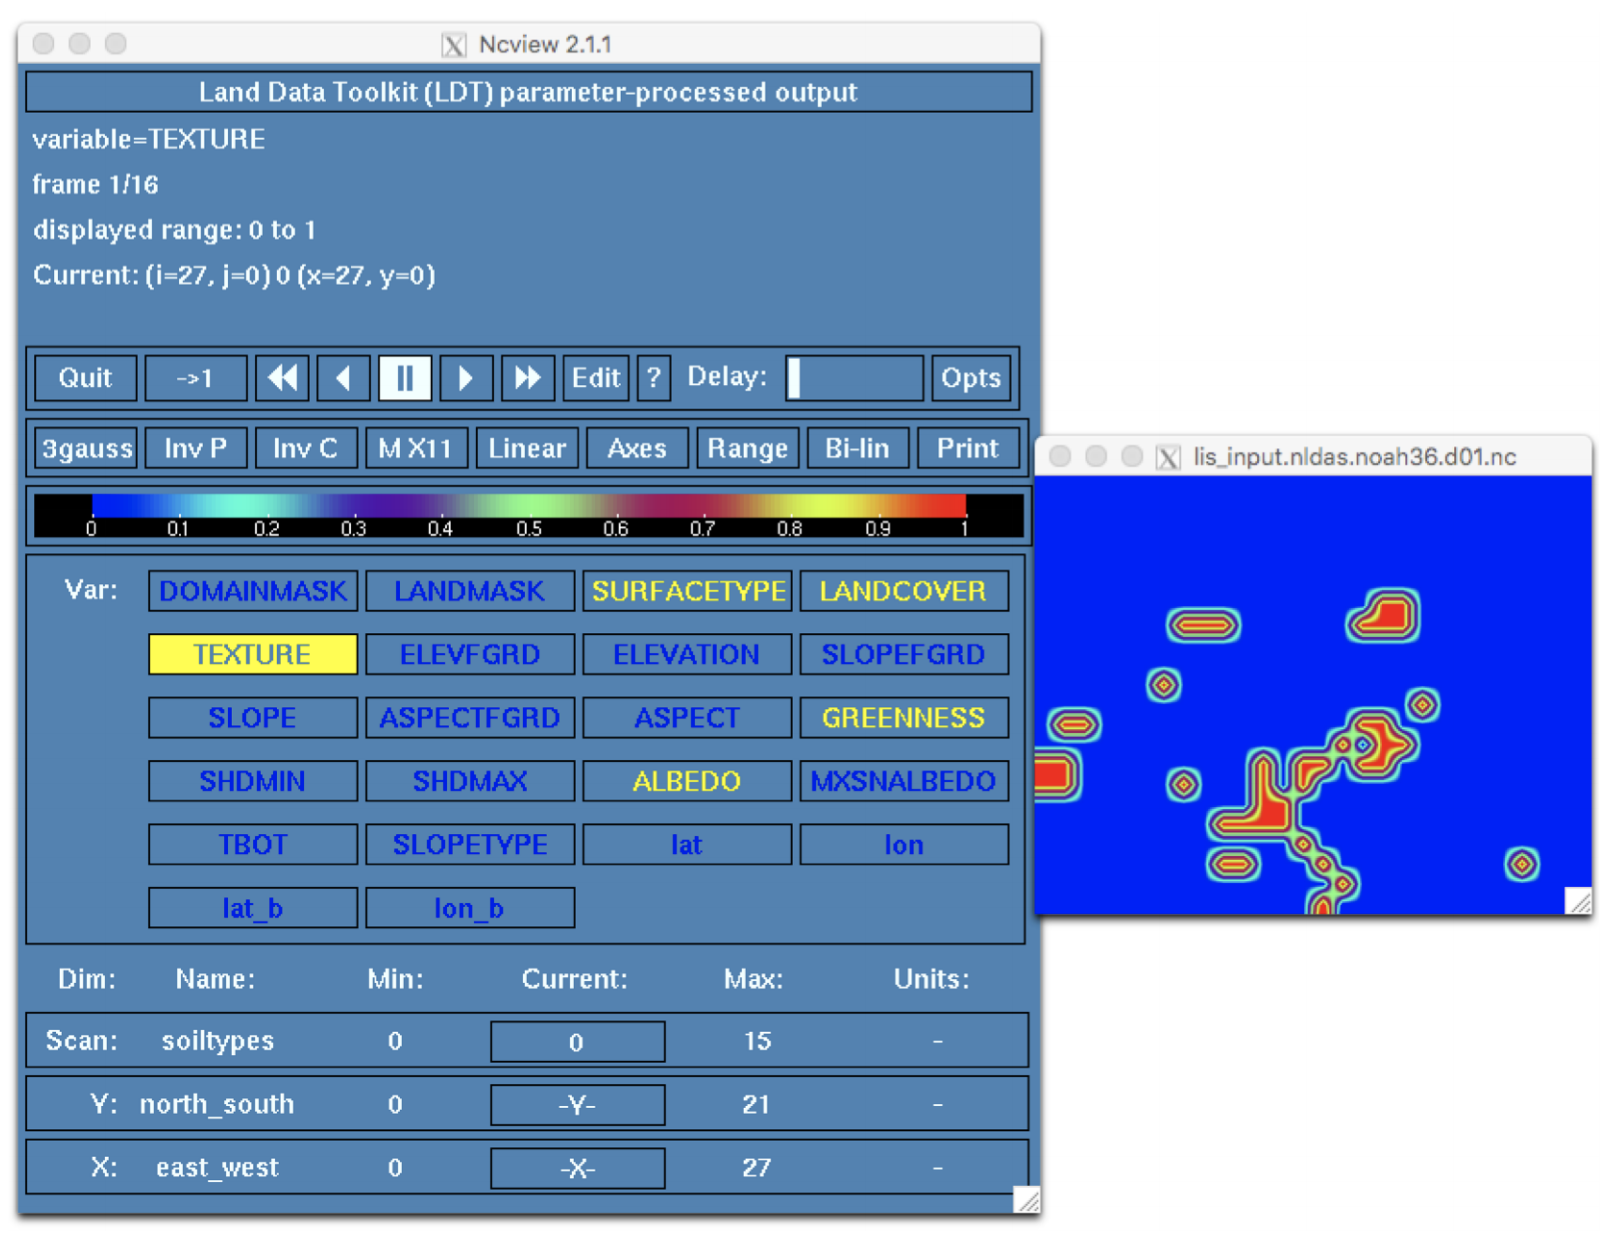 Ncview 2.1.1
Land Data Toolkit (LDT) parameter-processed output
variable=TEXTURE
frame 1/16
displayed range: 0 to 1
Current: (i=27, j=0) 0 (x=27, y=0)
Quit ->1 Edit ? Delay: Opts
3gauss Inv P Inv C M X11 Linear Axes Range Bi-lin Print
lis_input.nldas.noah36.d01.nc
0 0.1 0.2 0.3 0.4 0.5 0.6 0.7 0.8 0.9 1
Var: DOMAINMASK LANDMASK SURFACETYPE LANDCOVER
TEXTURE ELEVFGRD ELEVATION SLOPEFGRD
SLOPE ASPECTFGRD ASPECT GREENNESS
SHDMIN SHDMAX ALBEDO MXSNALBEDO
TBOT SLOPETYPE lat lon
lat_b lon_b
Dim: Name: Min: Current: Max: Units:
Scan: soiltypes 0 0 15 -
Y: north_south 0 -Y- 21 -
X: east_west 0 -X- 27 -